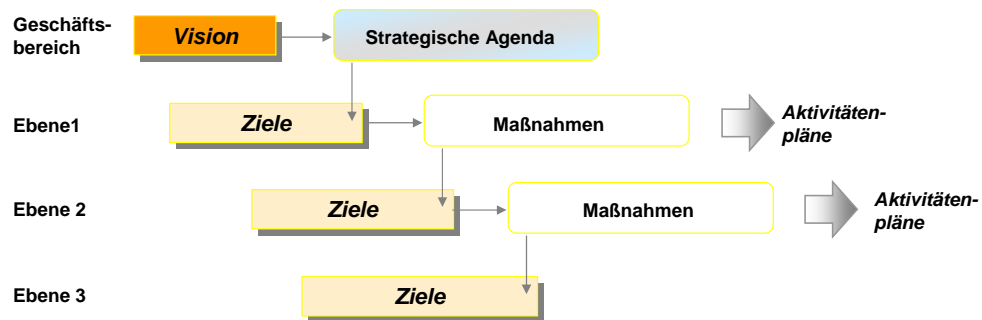 Geschäfts-
bereich
Vision
Strategische Agenda
Ebene1
Ziele
Maßnahmen
Aktivitäten-
pläne
Ebene 2
Ziele
Maßnahmen
Aktivitäten-
pläne
Ebene 3
Ziele